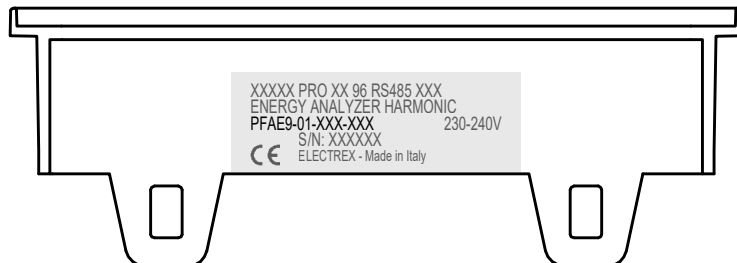 XXXXX PRO XX 96 RS485 XXX
ENERGY ANALYZER HARMONIC
PFAE9-01-XXX-XXX 230-240V
S/N: XXXXXX
CE ELECTREX - Made in Italy